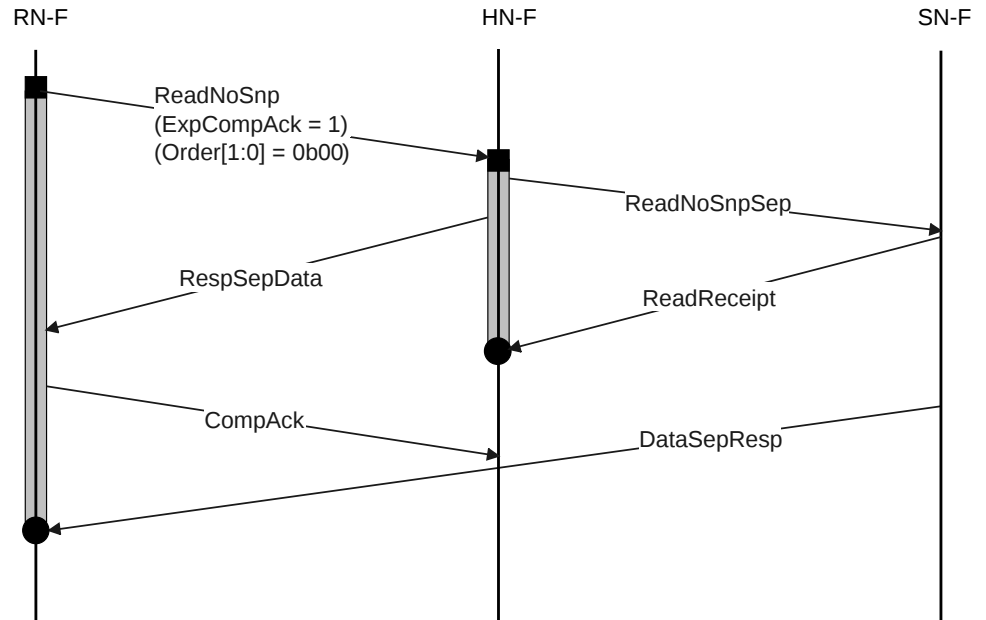 RN-F
HN-F
SN-F
ReadNoSnp
(ExpCompAck = 1)
(Order[1:0] = 0b00)
ReadNoSnpSep
RespSepData
ReadReceipt
CompAck
DataSepResp